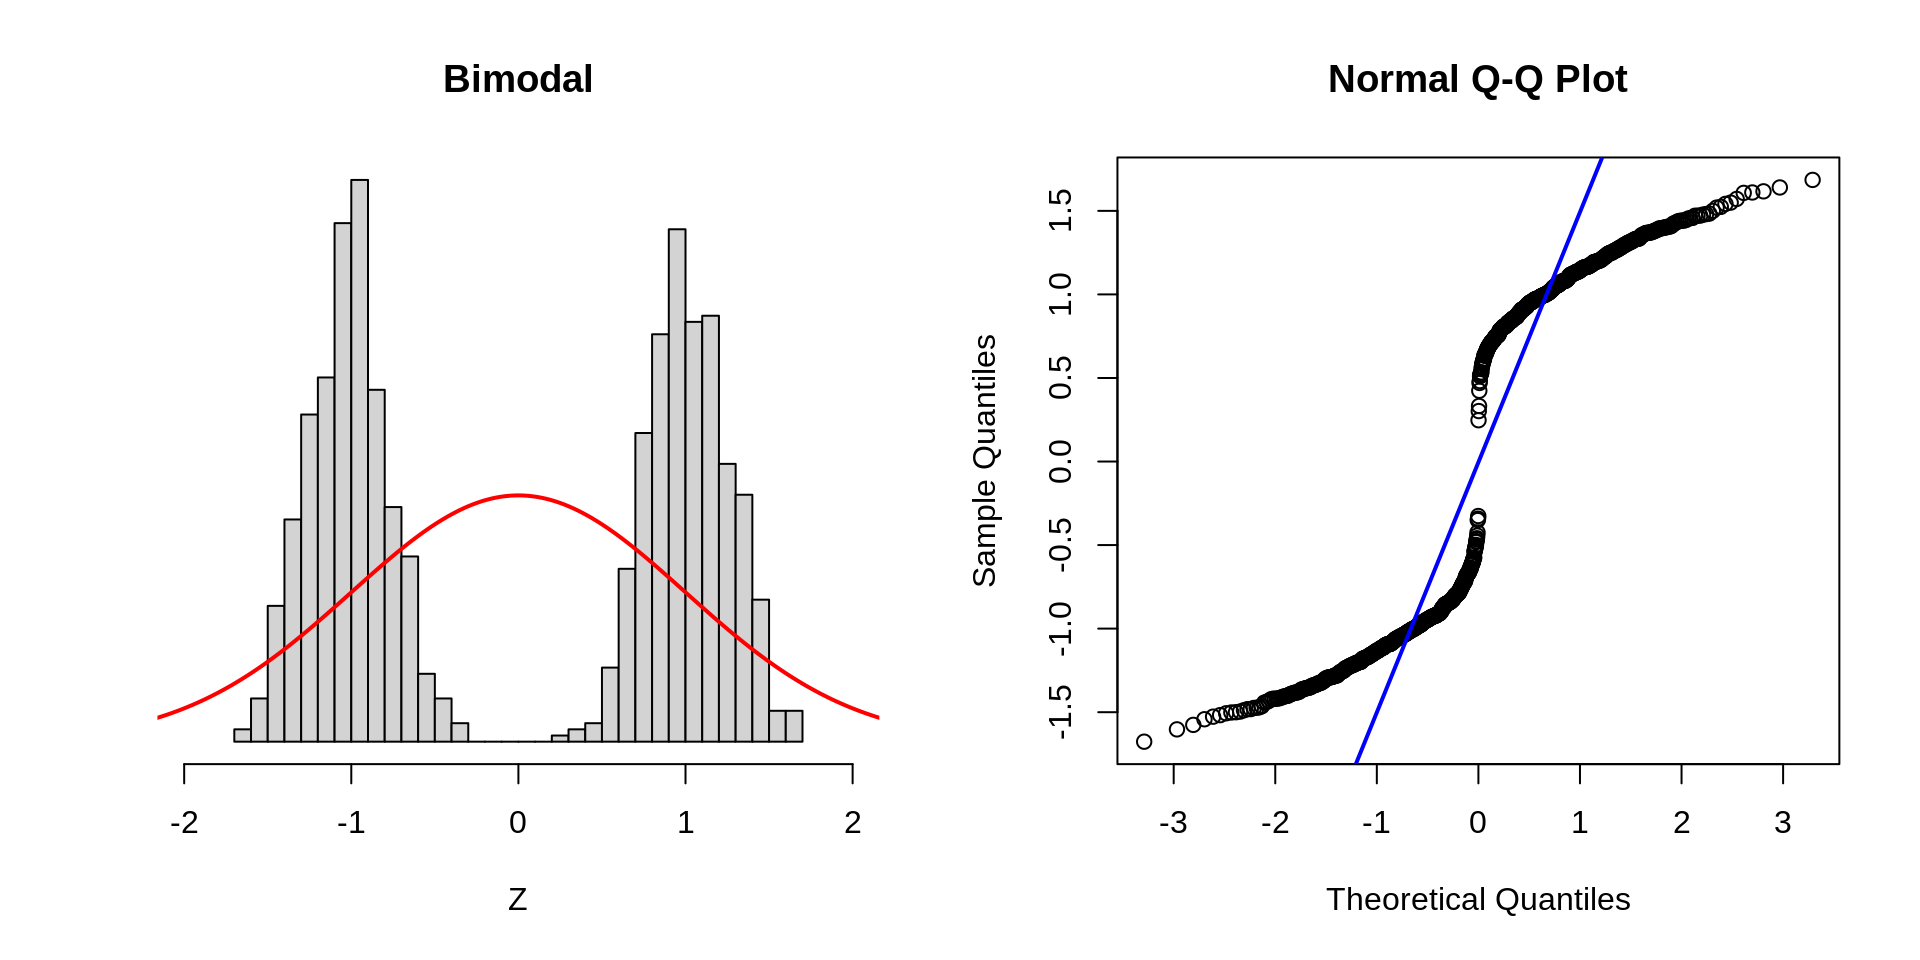 Bimodal
-2 -1 0 1 2
Z
Normal Q-Q Plot
Sample Quantiles
1.5
1.0
0.5
0.0
-0.5
-1.0
-1.5
-3 -2 -1 0 1 2 3
Theoretical Quantiles